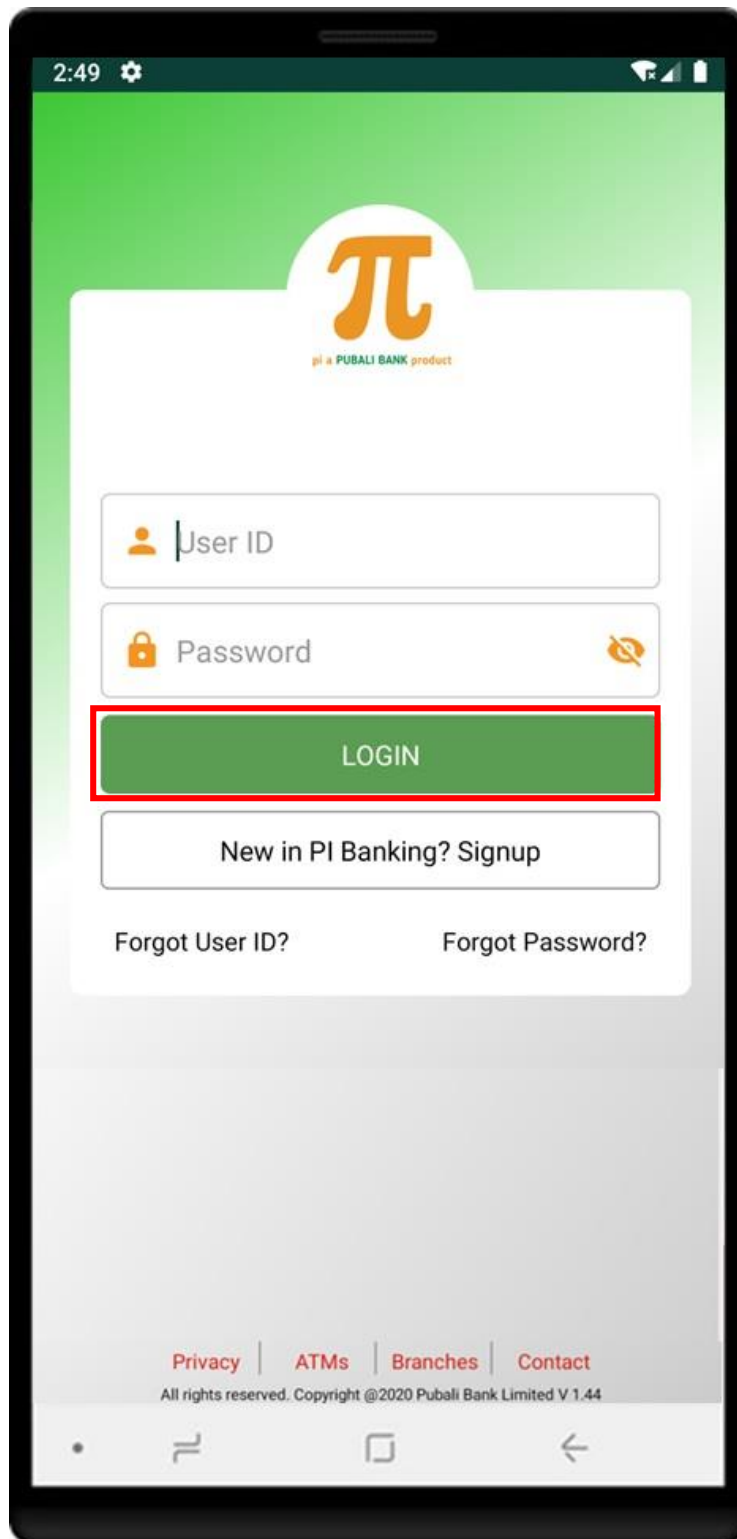 2:49
π
pi a PUBALI BANK product
User ID
Password
LOGIN
New in PI Banking? Signup
Forgot User ID? Forgot Password?
Privacy | ATMs | Branches | Contact
All rights reserved. Copyright @2020 Pubali Bank Limited V 1.44